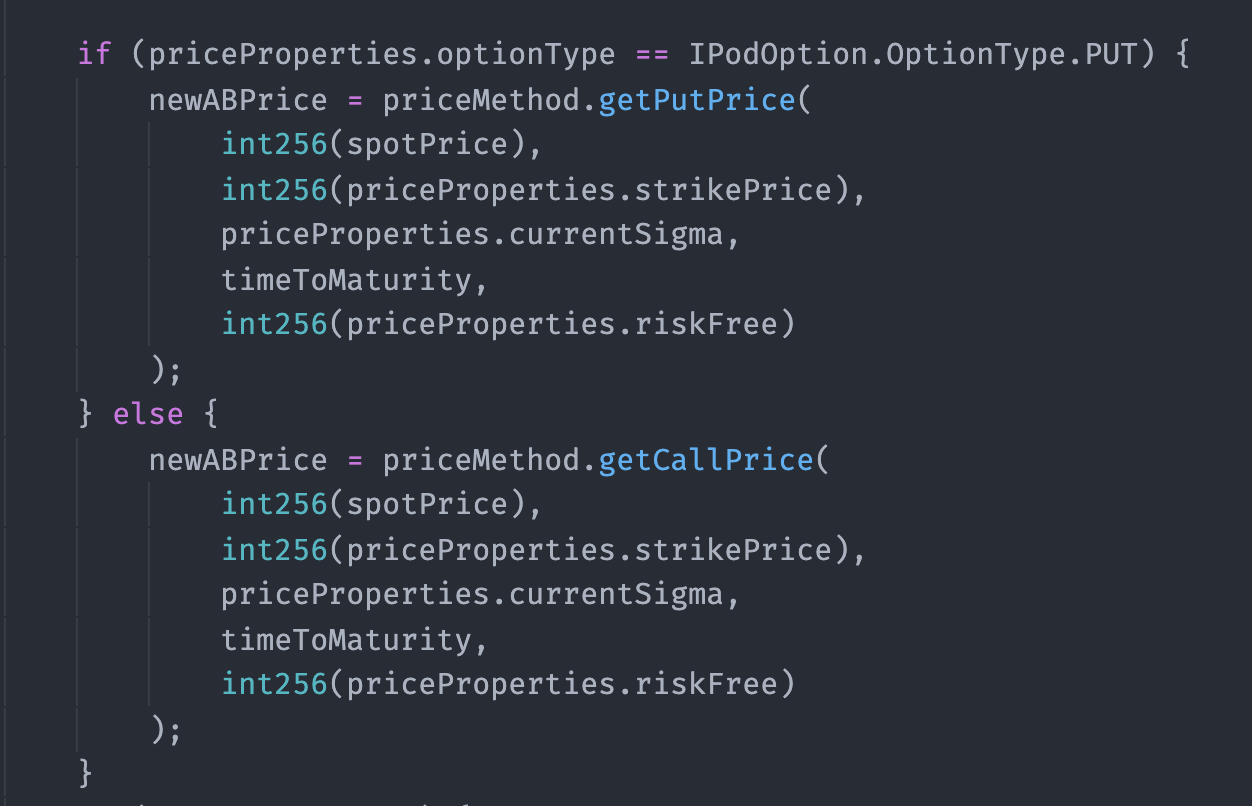 if (priceProperties.optionType == IPodOption.OptionType.PUT) {
newABPrice = priceMethod.getPutPrice(
int256(spotPrice),
int256(priceProperties.strikePrice),
priceProperties.currentSigma,
timeToMaturity,
int256(priceProperties.riskFree)
);
} else {
newABPrice = priceMethod.getCallPrice(
int256(spotPrice),
int256(priceProperties.strikePrice),
priceProperties.currentSigma,
timeToMaturity,
int256(priceProperties.riskFree)
);
}